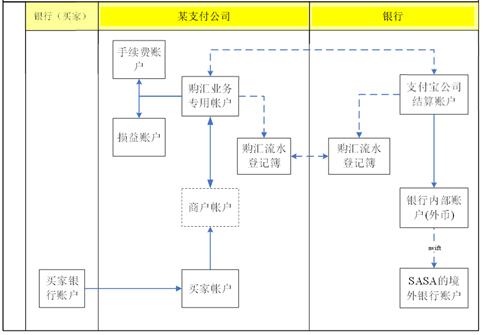 银行（买家）
某支付公司
银行
手续费账
户
购汇业务
专用帐户
支付宝公司
结算账户
损益账户
购汇流水
登记簿
购汇流水
登记簿
商户帐户
银行内部账
户(外币)
swift
买家银
行账户
买家帐户
SASA的境
外银行账户